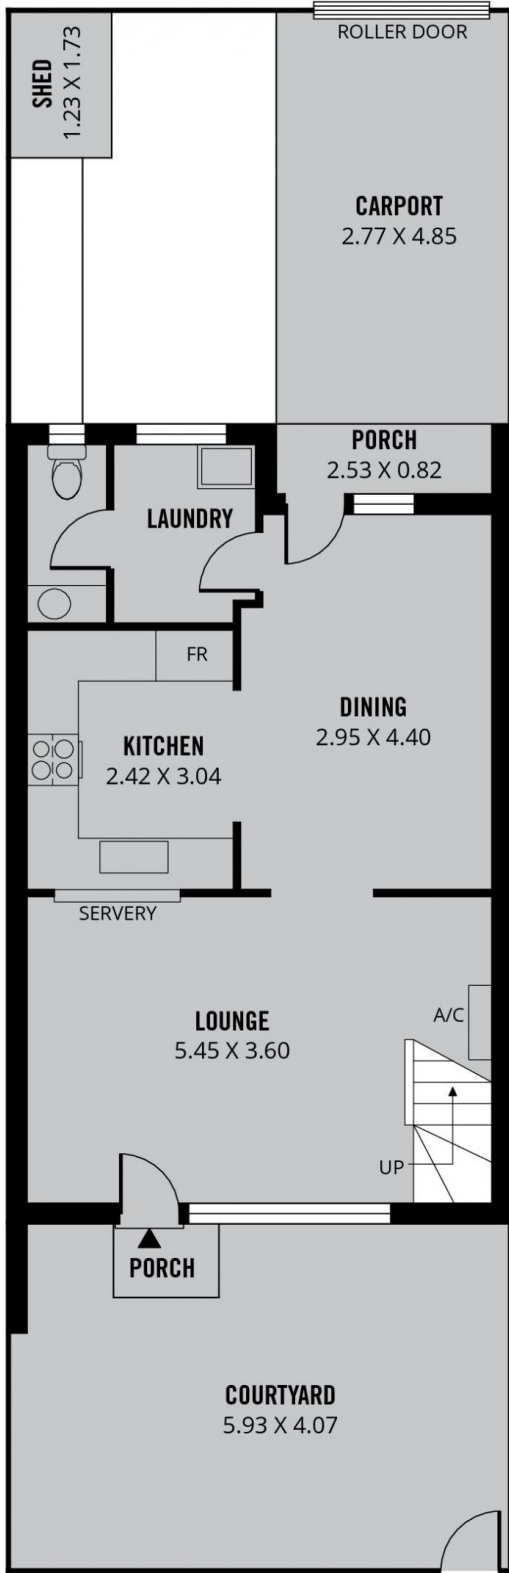 ROLLER DOOR
SHED
1.23 X 1.73
CARPORT
2.77 X 4.85
PORCH
2.53 X 0.82
LAUNDRY
FR
DINING
2.95 X 4.40
KITCHEN
2.42 X 3.04
SERVERY
LOUNGE
5.45 X 3.60
A/C
UP
PORCH
COURTYARD
5.93 X 4.07